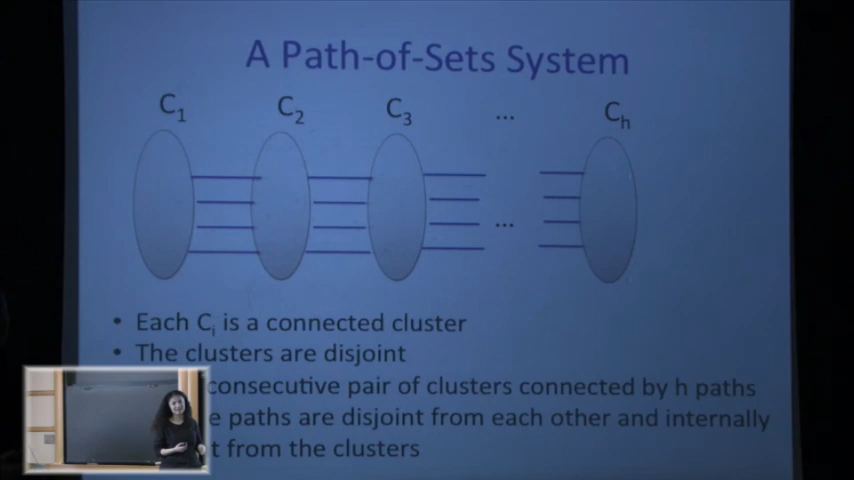 A Path-of-Sets System
C1 C2 C3 ... Ch
...
• Each Ci is a connected cluster
• The clusters are disjoint
consecutive pair of clusters connected by h paths
paths are disjoint from each other and internally
from the clusters